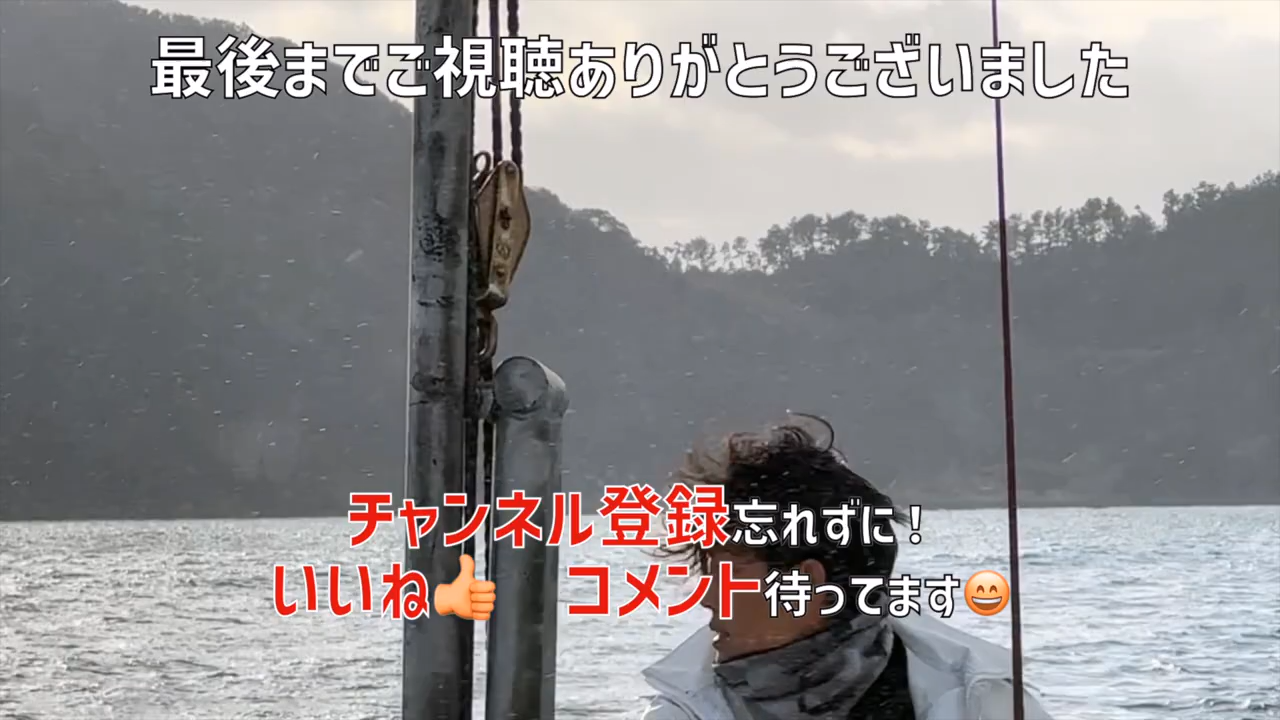 最後までご視聴ありがとうございました
チャンネル登録忘れずに！
いいね👍 コメント待ってます😄